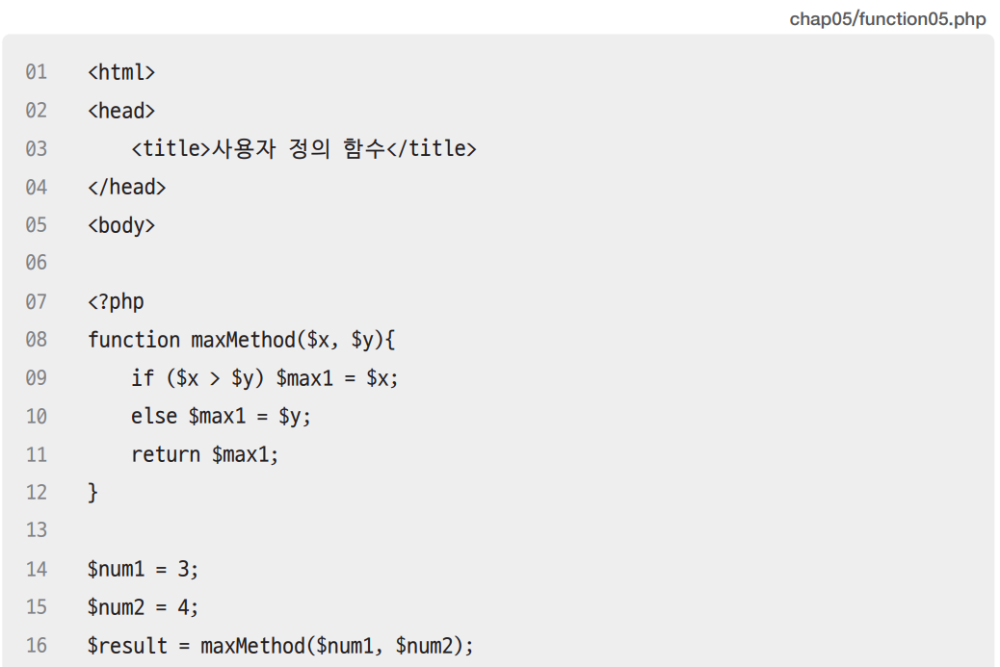 chap05/function05.php
01 <html>
02 <head>
03     <title>사용자 정의 함수</title>
04 </head>
05 <body>
06
07 <?php
08 function maxMethod($x, $y){
09     if ($x > $y) $max1 = $x;
10     else $max1 = $y;
11     return $max1;
12 }
13
14 $num1 = 3;
15 $num2 = 4;
16 $result = maxMethod($num1, $num2);